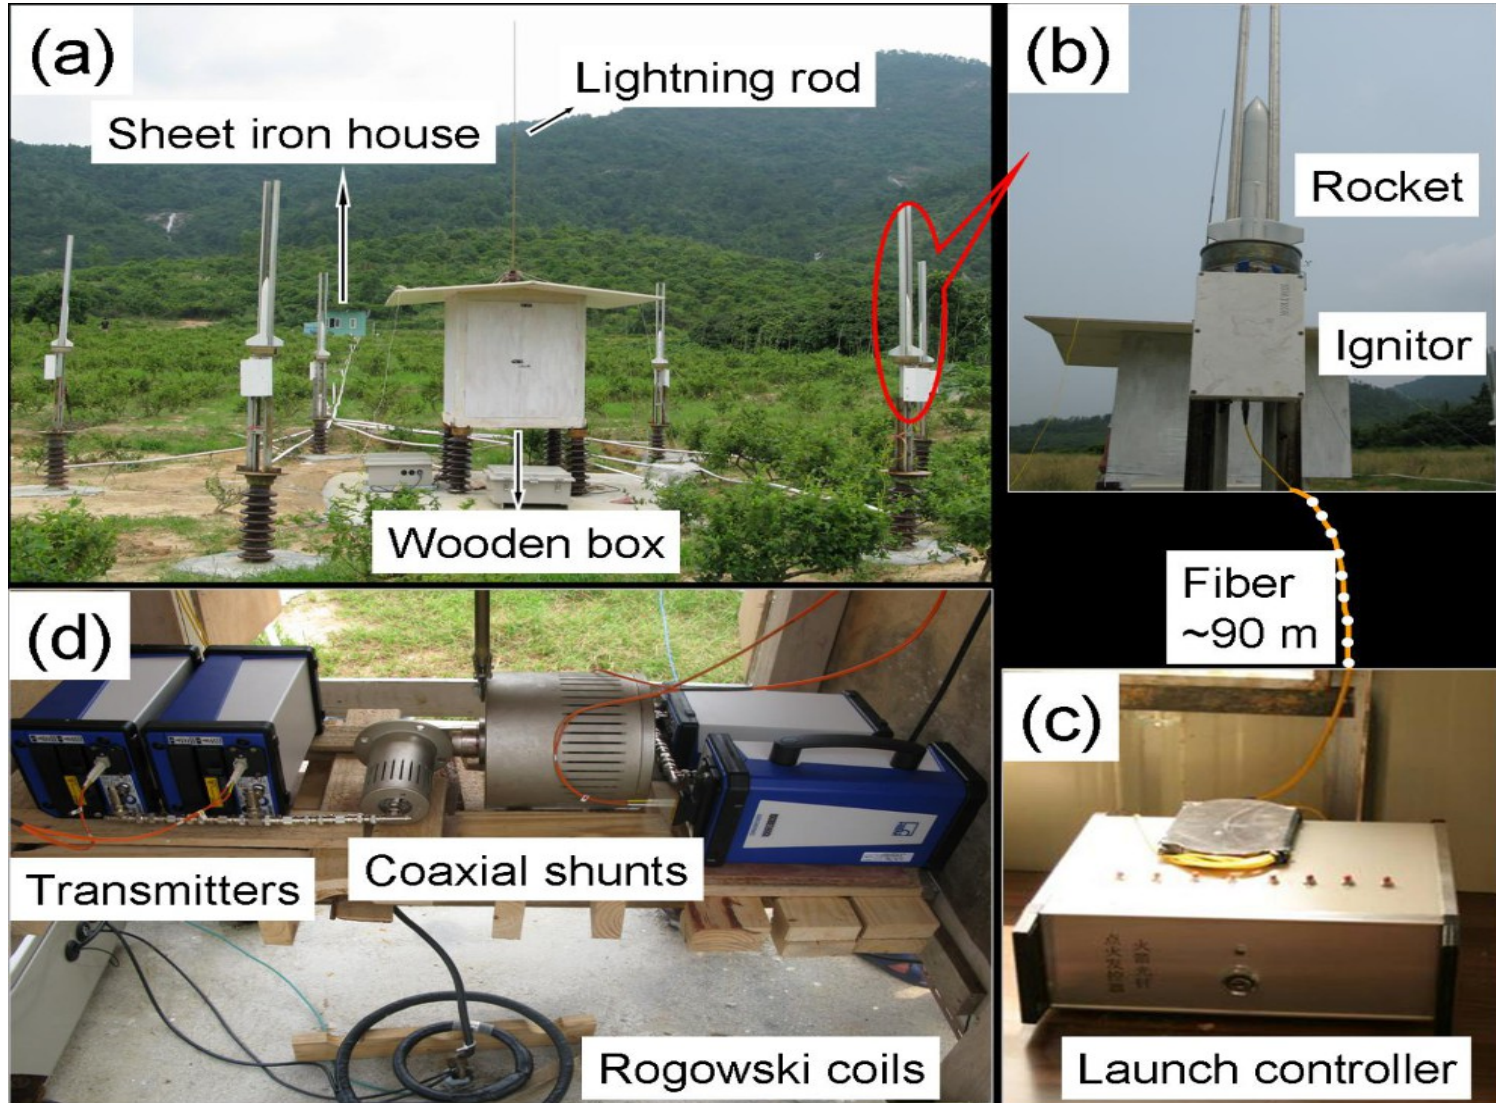 (a)
Lightning rod
Sheet iron house
Wooden box
(b)
Rocket
Ignitor
Fiber
~90 m
(c)
Launch controller
(d)
Transmitters
Coaxial shunts
Rogowski coils